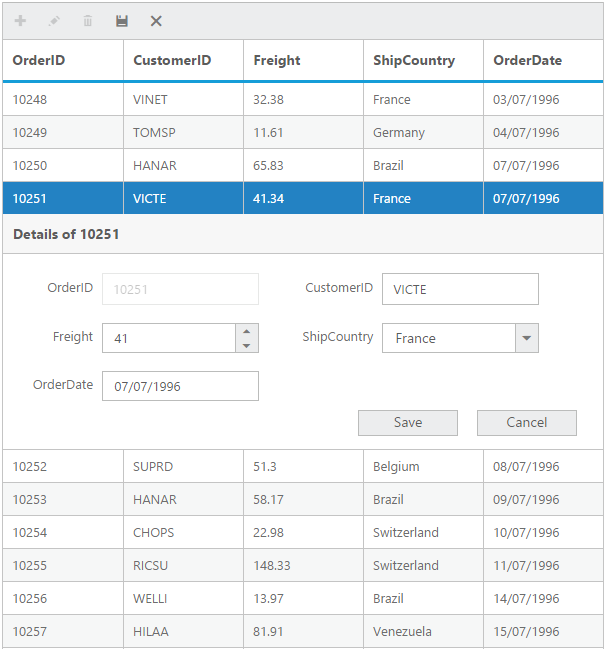 OrderID CustomerID Freight ShipCountry OrderDate
10248 VINET 32.38 France 03/07/1996
10249 TOMSP 11.61 Germany 04/07/1996
10250 HANAR 65.83 Brazil 07/07/1996
10251 VICTE 41.34 France 07/07/1996
Details of 10251
OrderID 10251 CustomerID VICTE
Freight 41 ShipCountry France
OrderDate 07/07/1996
Save Cancel
10252 SUPRD 51.3 Belgium 08/07/1996
10253 HANAR 58.17 Brazil 09/07/1996
10254 CHOPS 22.98 Switzerland 10/07/1996
10255 RICSU 148.33 Switzerland 11/07/1996
10256 WELLI 13.97 Brazil 14/07/1996
10257 HILAA 81.91 Venezuela 15/07/1996